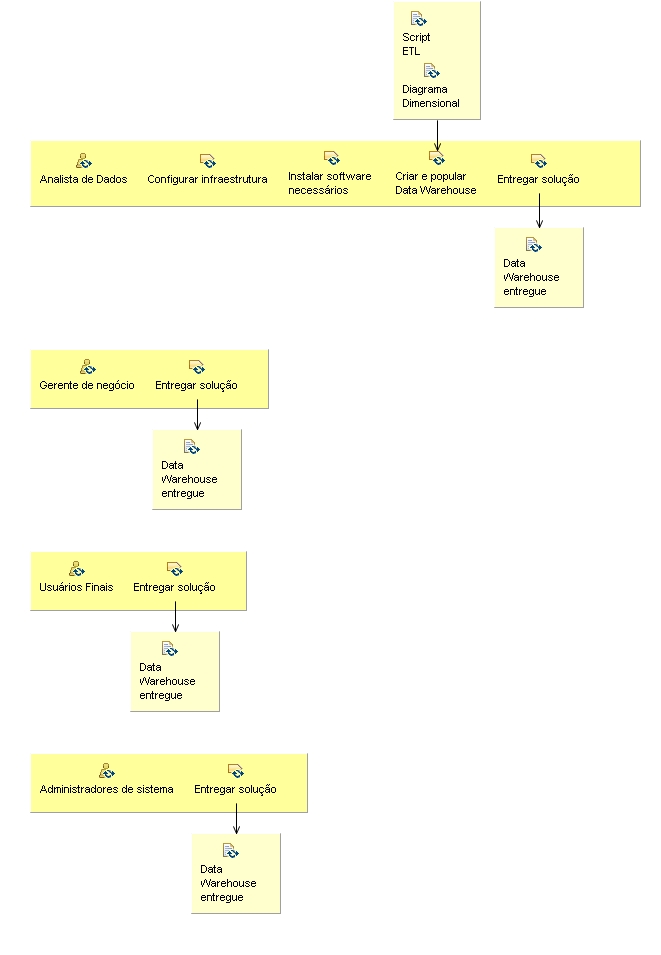 Script
ETL
Diagrama
Dimensional
Analista de Dados
Configurar infraestrutura
Instalar software
necessários
Criar e popular
Data Warehouse
Entregar solução
Data
Warehouse
entregue
Gerente de negócio
Entregar solução
Data
Warehouse
entregue
Usuários Finais
Entregar solução
Data
Warehouse
entregue
Administradores de sistema
Entregar solução
Data
Warehouse
entregue